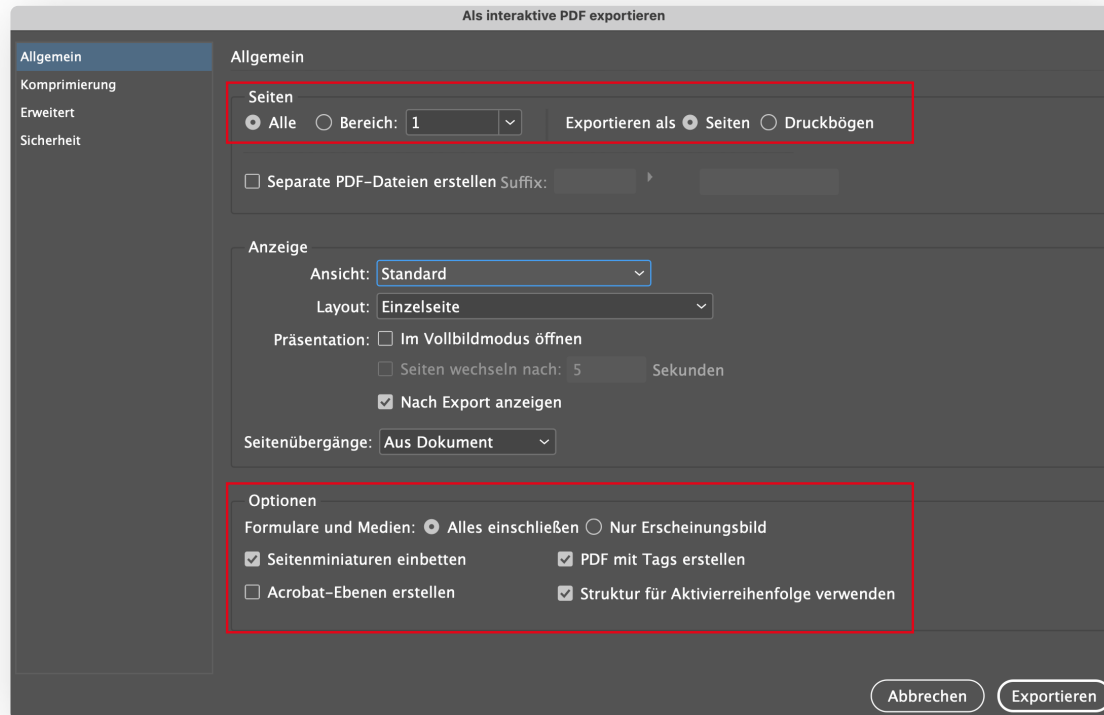 Als interaktive PDF exportieren
Allgemein
Komprimierung
Erweitert
Sicherheit
Allgemein
Seiten
Alle Bereich: 1 Exportieren als Seiten Druckbögen
Separate PDF-Dateien erstellen Suffix:
Anzeige
Ansicht: Standard
Layout: Einzelseite
Präsentation: Im Vollbildmodus öffnen
Seiten wechseln nach: 5 Sekunden
Nach Export anzeigen
Seitenübergänge: Aus Dokument
Optionen
Formulare und Medien: Alles einschließen Nur Erscheinungsbild
Seitenminiaturen einbetten PDF mit Tags erstellen
Acrobat-Ebenen erstellen Struktur für Aktivierreihenfolge verwenden
Abbrechen Exportieren